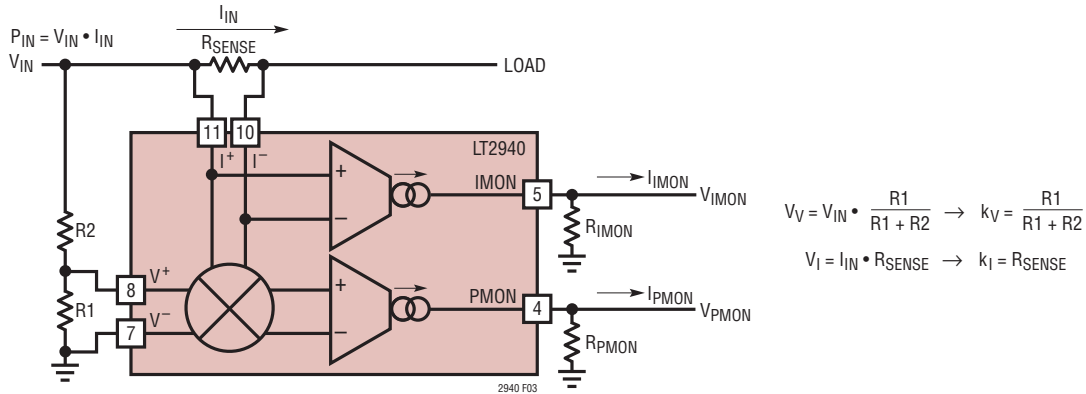 I_IN
P_IN = V_IN • I_IN
R_SENSE
V_IN
LOAD
11 10
LT2940
I+ I−
IMON 5
+
−
I_IMON
V_IMON
R_IMON
R2
V+
8
R1
V−
7
+
−
PMON 4
I_PMON
V_PMON
R_PMON
2940 F03
V_V = V_IN • R1 / (R1 + R2) → k_V = R1 / (R1 + R2)
V_I = I_IN • R_SENSE → k_I = R_SENSE